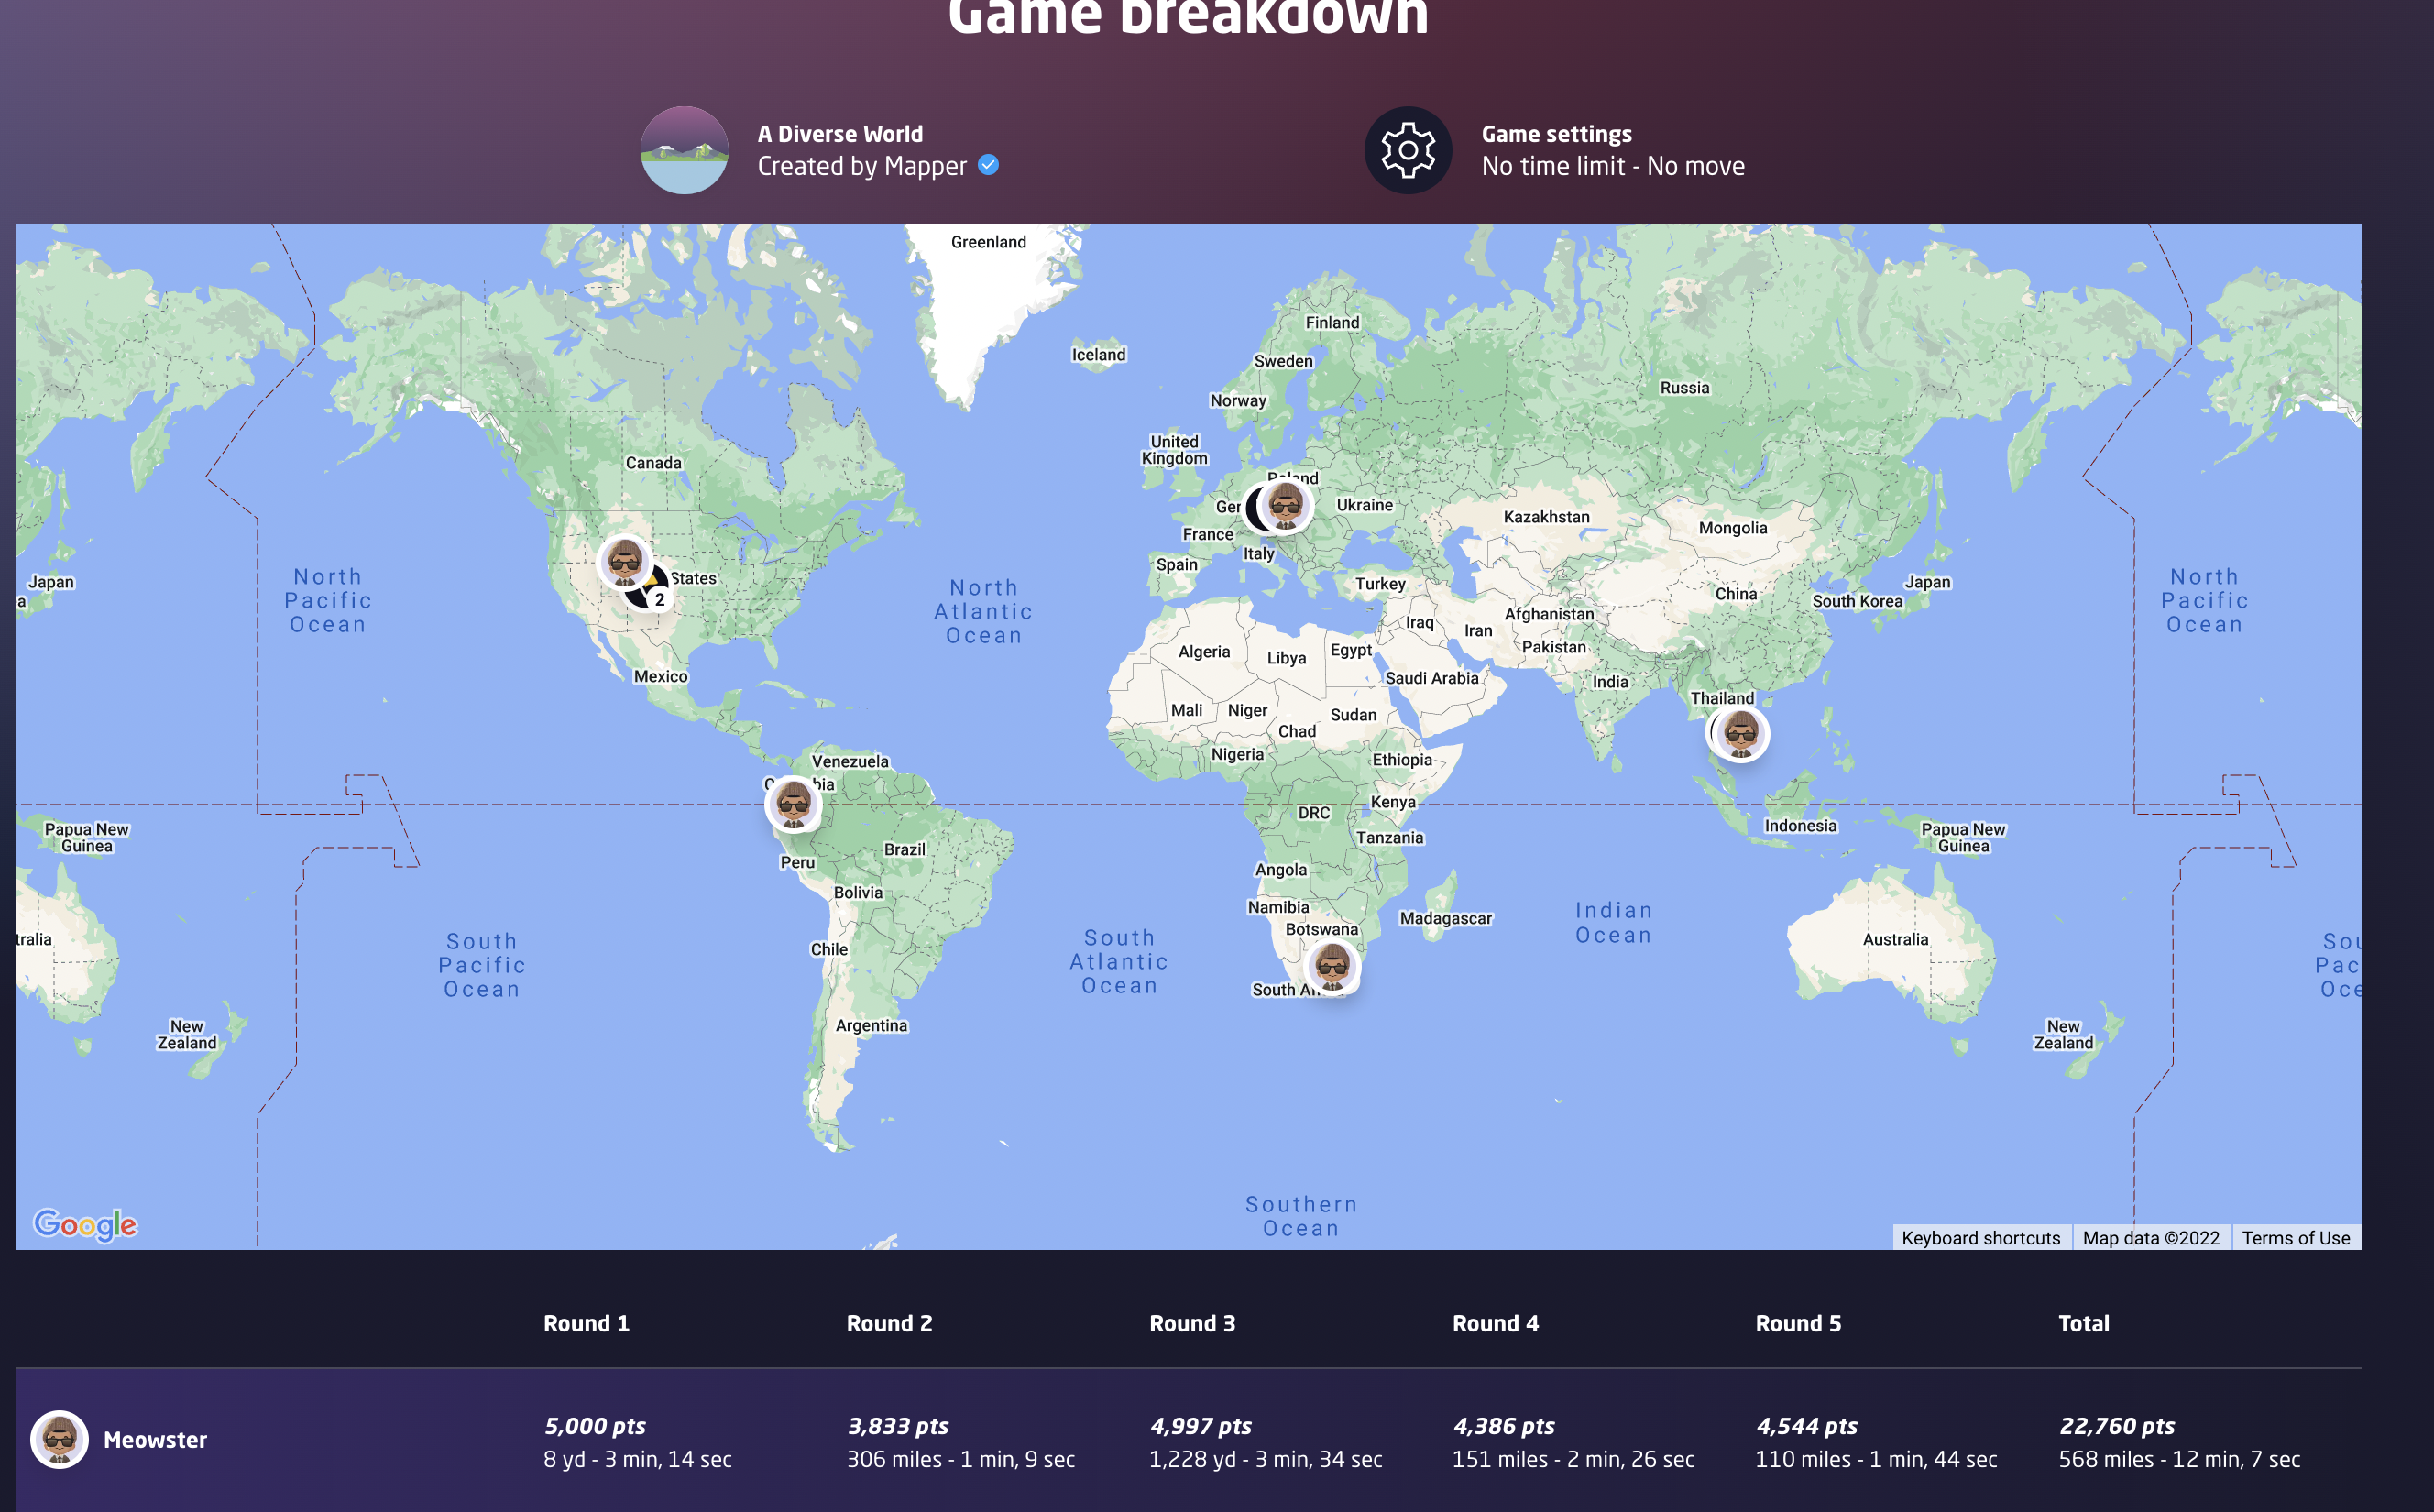 Game breakdown
A Diverse World
Created by Mapper
Game settings
No time limit - No move
Greenland
Finland
Iceland
Sweden
Russia
Norway
United
Kingdom
Canada
Poland
Ger
Ukraine
Kazakhstan
Mongolia
France
Italy
Spain
States
2
Turkey
Japan
ea
North
Pacific
Ocean
North
Atlantic
Ocean
China
South Korea
Japan
North
Pacific
Ocean
Afghanistan
Iraq
Iran
Pakistan
Algeria
Libya
Egypt
Saudi Arabia
India
Mexico
Thailand
Mali
Niger
Sudan
Chad
Nigeria
Ethiopia
Venezuela
bia
Kenya
DRC
Papua New
Guinea
Indonesia
Papua New
Guinea
Tanzania
Peru
Brazil
Angola
Bolivia
Namibia
Madagascar
Indian
Ocean
Botswana
tralia
South
Pacific
Ocean
Chile
South
Atlantic
Ocean
Australia
Sou
Pac
Oce
South A
Argentina
New
Zealand
New
Zealand
Southern
Ocean
Google
Keyboard shortcuts
Map data ©2022
Terms of Use
Round 1 Round 2 Round 3 Round 4 Round 5 Total
Meowster
5,000 pts 3,833 pts 4,997 pts 4,386 pts 4,544 pts 22,760 pts
8 yd - 3 min, 14 sec 306 miles - 1 min, 9 sec 1,228 yd - 3 min, 34 sec 151 miles - 2 min, 26 sec 110 miles - 1 min, 44 sec 568 miles - 12 min, 7 sec